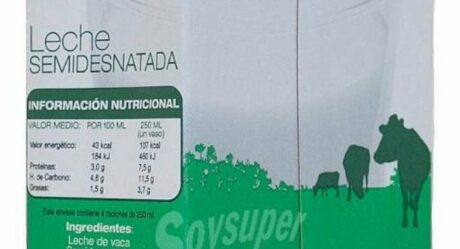 Leche
SEMIDESNATADA
INFORMACIÓN NUTRICIONAL
VALOR MEDIO: POR 100 ML 250 ML
(un vaso)
Valor energético: 43 kcal 107 kcal
184 kJ 460 kJ
Proteínas: 3,0 g 7,5 g
H. de Carbono: 4,6 g 11,5 g
Grasas: 1,5 g 3,7 g
Este envase contiene 4 raciones de 250 ml.
Ingredientes:
Leche de vaca
Soysuper